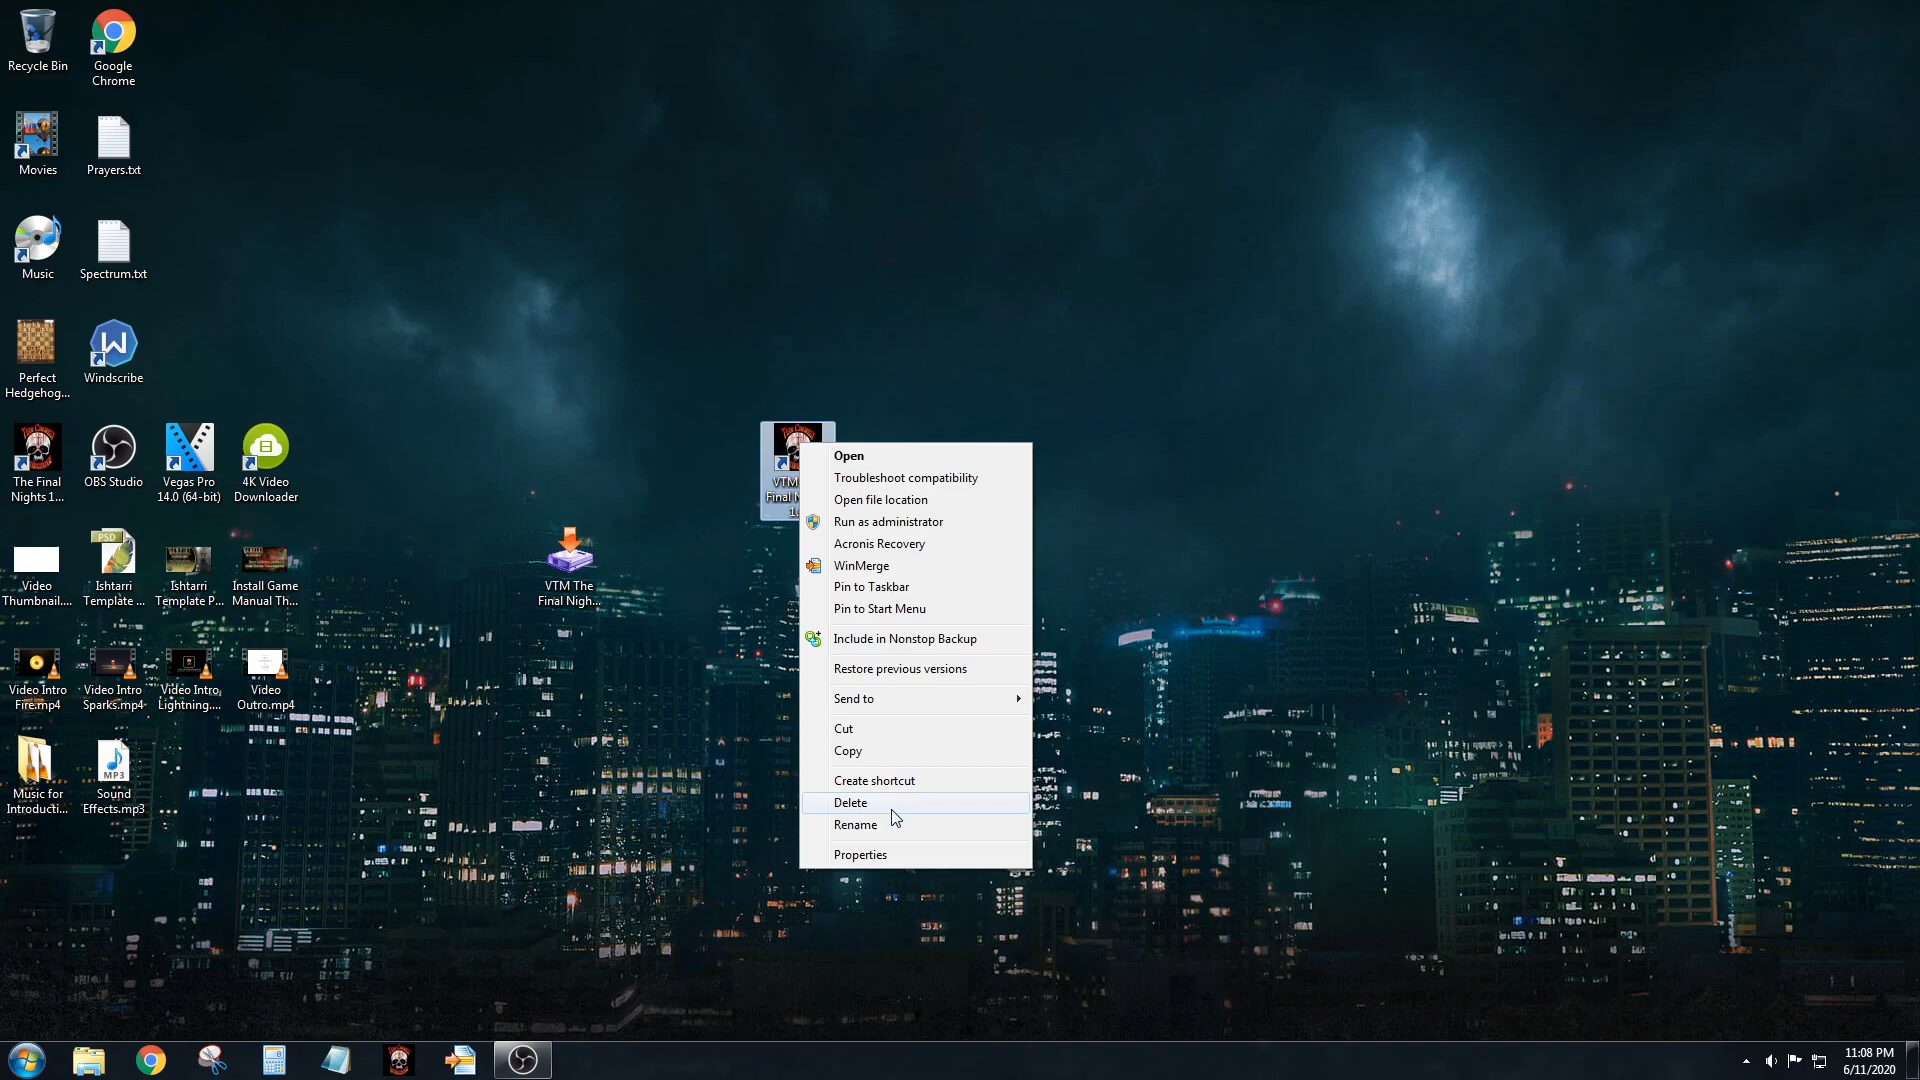 Recycle Bin
Google
Chrome
Movies
Prayers.txt
Music
Spectrum.txt
Perfect
Hedgehog...
Windscribe
The Final
Nights 1...
OBS Studio
Vegas Pro
14.0 (64-bit)
4K Video
Downloader
Video
Thumbnail....
PSD
Ishtarri
Template ...
Ishtarri
Template P...
Install Game
Manual Th...
Video Intro
Fire.mp4
Video Intro
Sparks.mp4
Video Intro
Lightning....
Video
Outro.mp4
Music for
Introducti...
MP3
Sound
Effects.mp3
VTM The
Final Nigh...
VTM
Final
Open
Troubleshoot compatibility
Open file location
Run as administrator
Acronis Recovery
WinMerge
Pin to Taskbar
Pin to Start Menu
Include in Nonstop Backup
Restore previous versions
Send to
Cut
Copy
Create shortcut
Delete
Rename
Properties
11:08 PM
6/11/2020